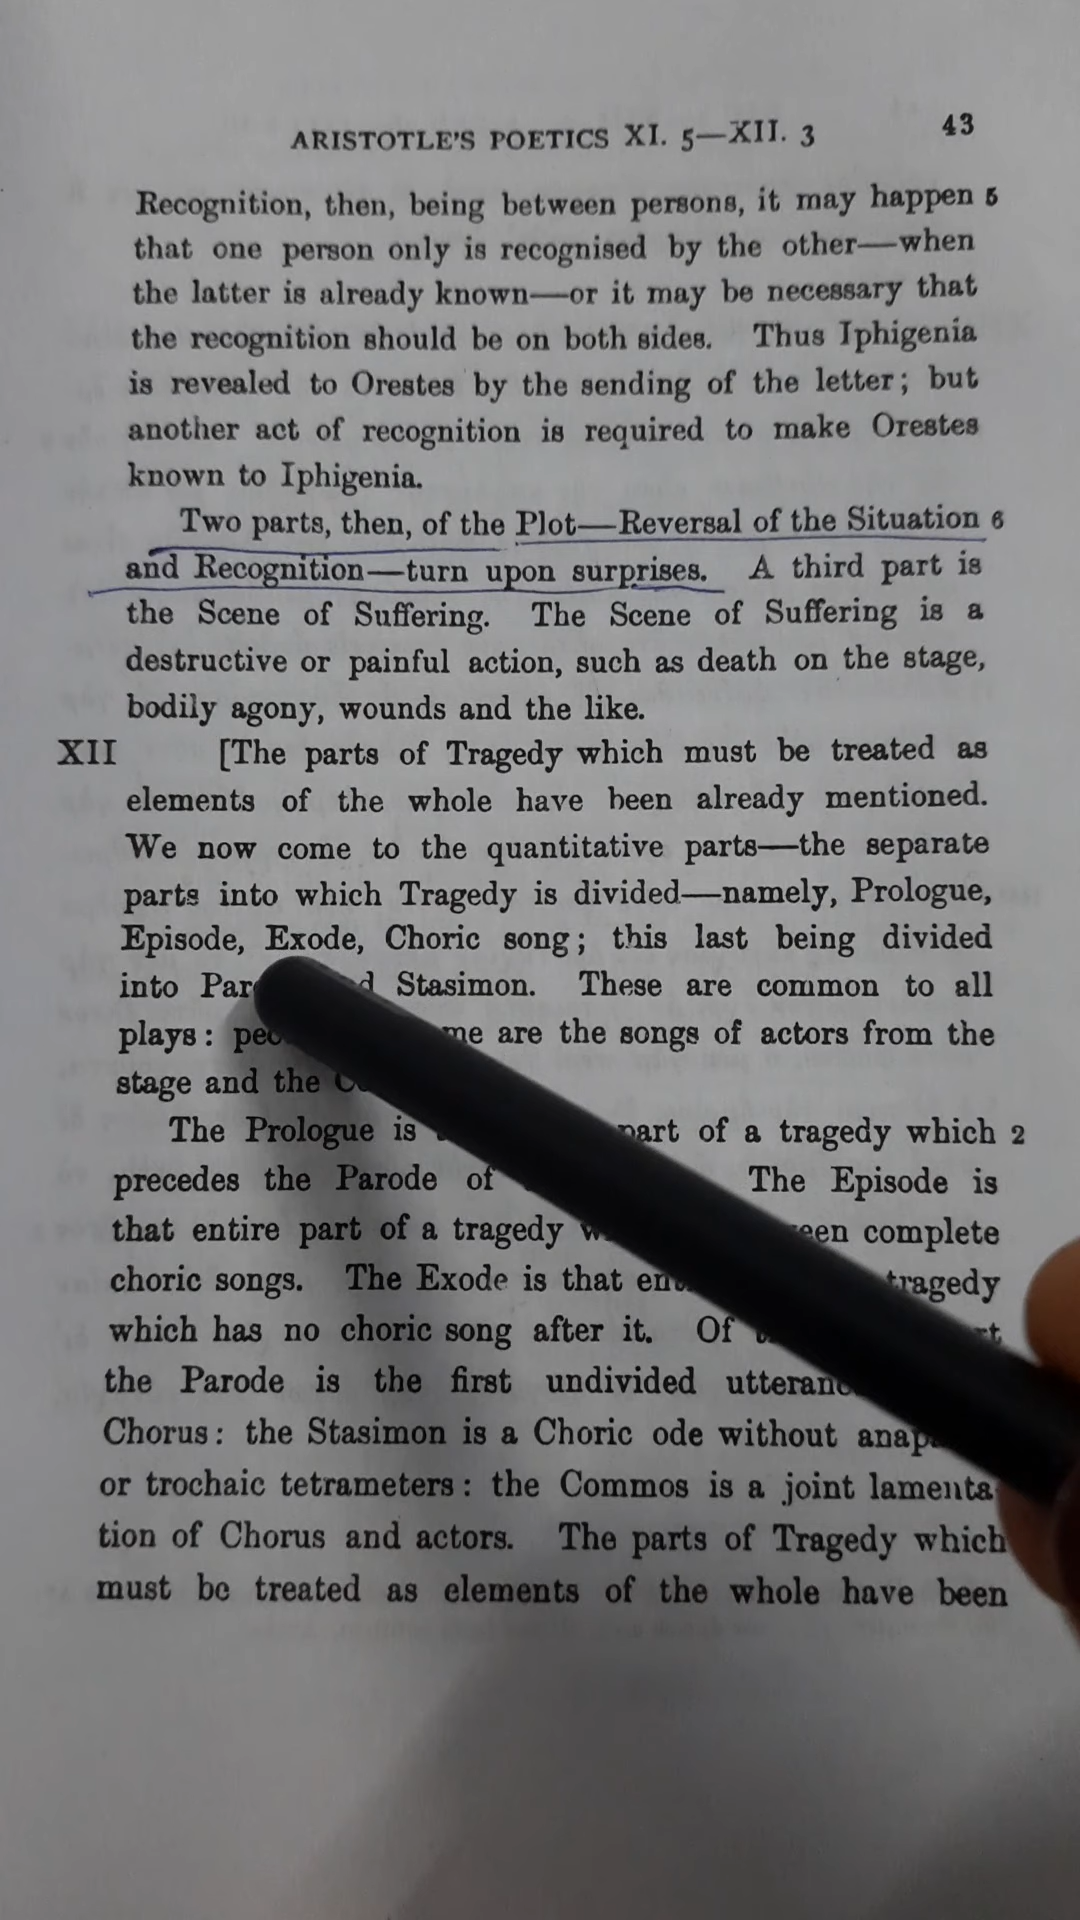 ARISTOTLE'S POETICS XI. 5—XII. 3 43
Recognition, then, being between persons, it may happen 5
that one person only is recognised by the other—when
the latter is already known—or it may be necessary that
the recognition should be on both sides. Thus Iphigenia
is revealed to Orestes by the sending of the letter; but
another act of recognition is required to make Orestes
known to Iphigenia.
Two parts, then, of the Plot—Reversal of the Situation 6
and Recognition—turn upon surprises. A third part is
the Scene of Suffering. The Scene of Suffering is a
destructive or painful action, such as death on the stage,
bodily agony, wounds and the like.
XII [The parts of Tragedy which must be treated as
elements of the whole have been already mentioned.
We now come to the quantitative parts—the separate
parts into which Tragedy is divided—namely, Prologue,
Episode, Exode, Choric song; this last being divided
into Stasimon. These are common to all
plays: are the songs of actors from the
stage and the
The Prologue is part of a tragedy which 2
precedes the Parode of The Episode is
that entire part of a tragedy complete
choric songs. The Exode is that tragedy
which has no choric song after it. Of
the Parode is the first undivided
Chorus: the Stasimon is a Choric ode without
or trochaic tetrameters: the Commos is a joint lamenta
tion of Chorus and actors. The parts of Tragedy which
must be treated as elements of the whole have been